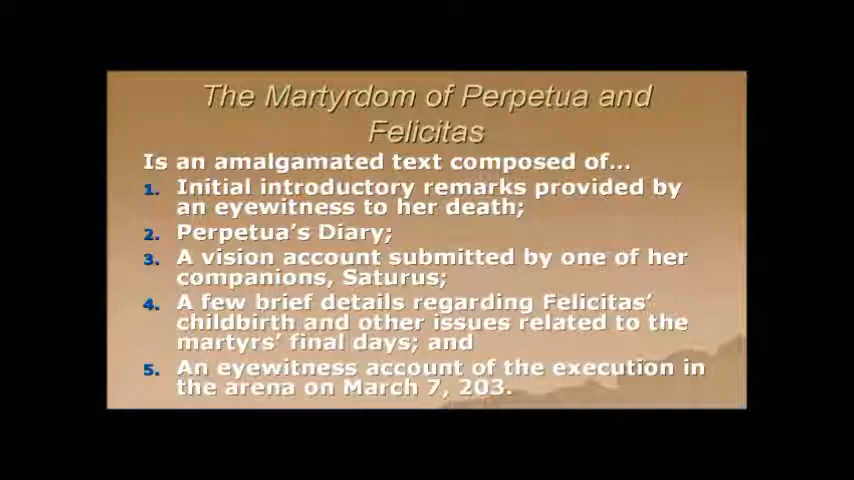 The Martyrdom of Perpetua and
Felicitas
Is an amalgamated text composed of...
1. Initial introductory remarks provided by
an eyewitness to her death;
2. Perpetua's Diary;
3. A vision account submitted by one of her
companions, Saturus;
4. A few brief details regarding Felicitas'
childbirth and other issues related to the
martyrs' final days; and
5. An eyewitness account of the execution in
the arena on March 7, 203.